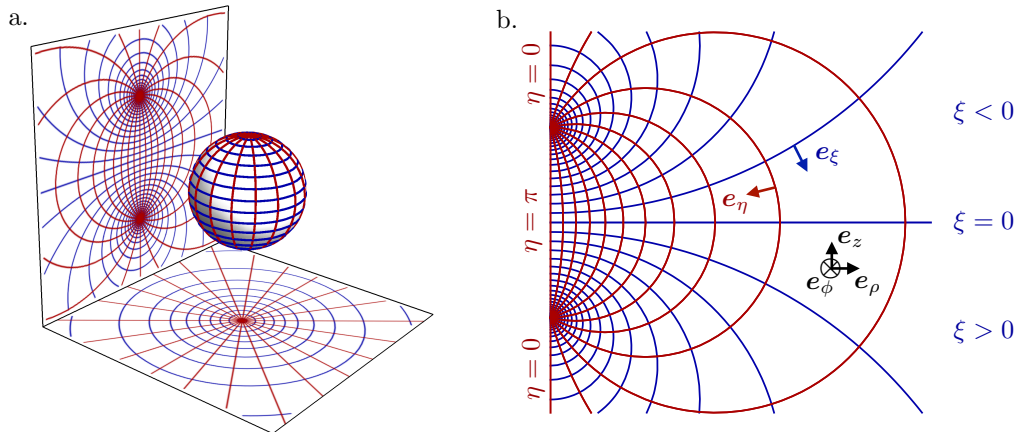 a.
b.
η = 0
η = π
η = 0
ξ < 0
ξ = 0
ξ > 0
e_ξ
e_η
e_z
e_ϕ
e_ρ